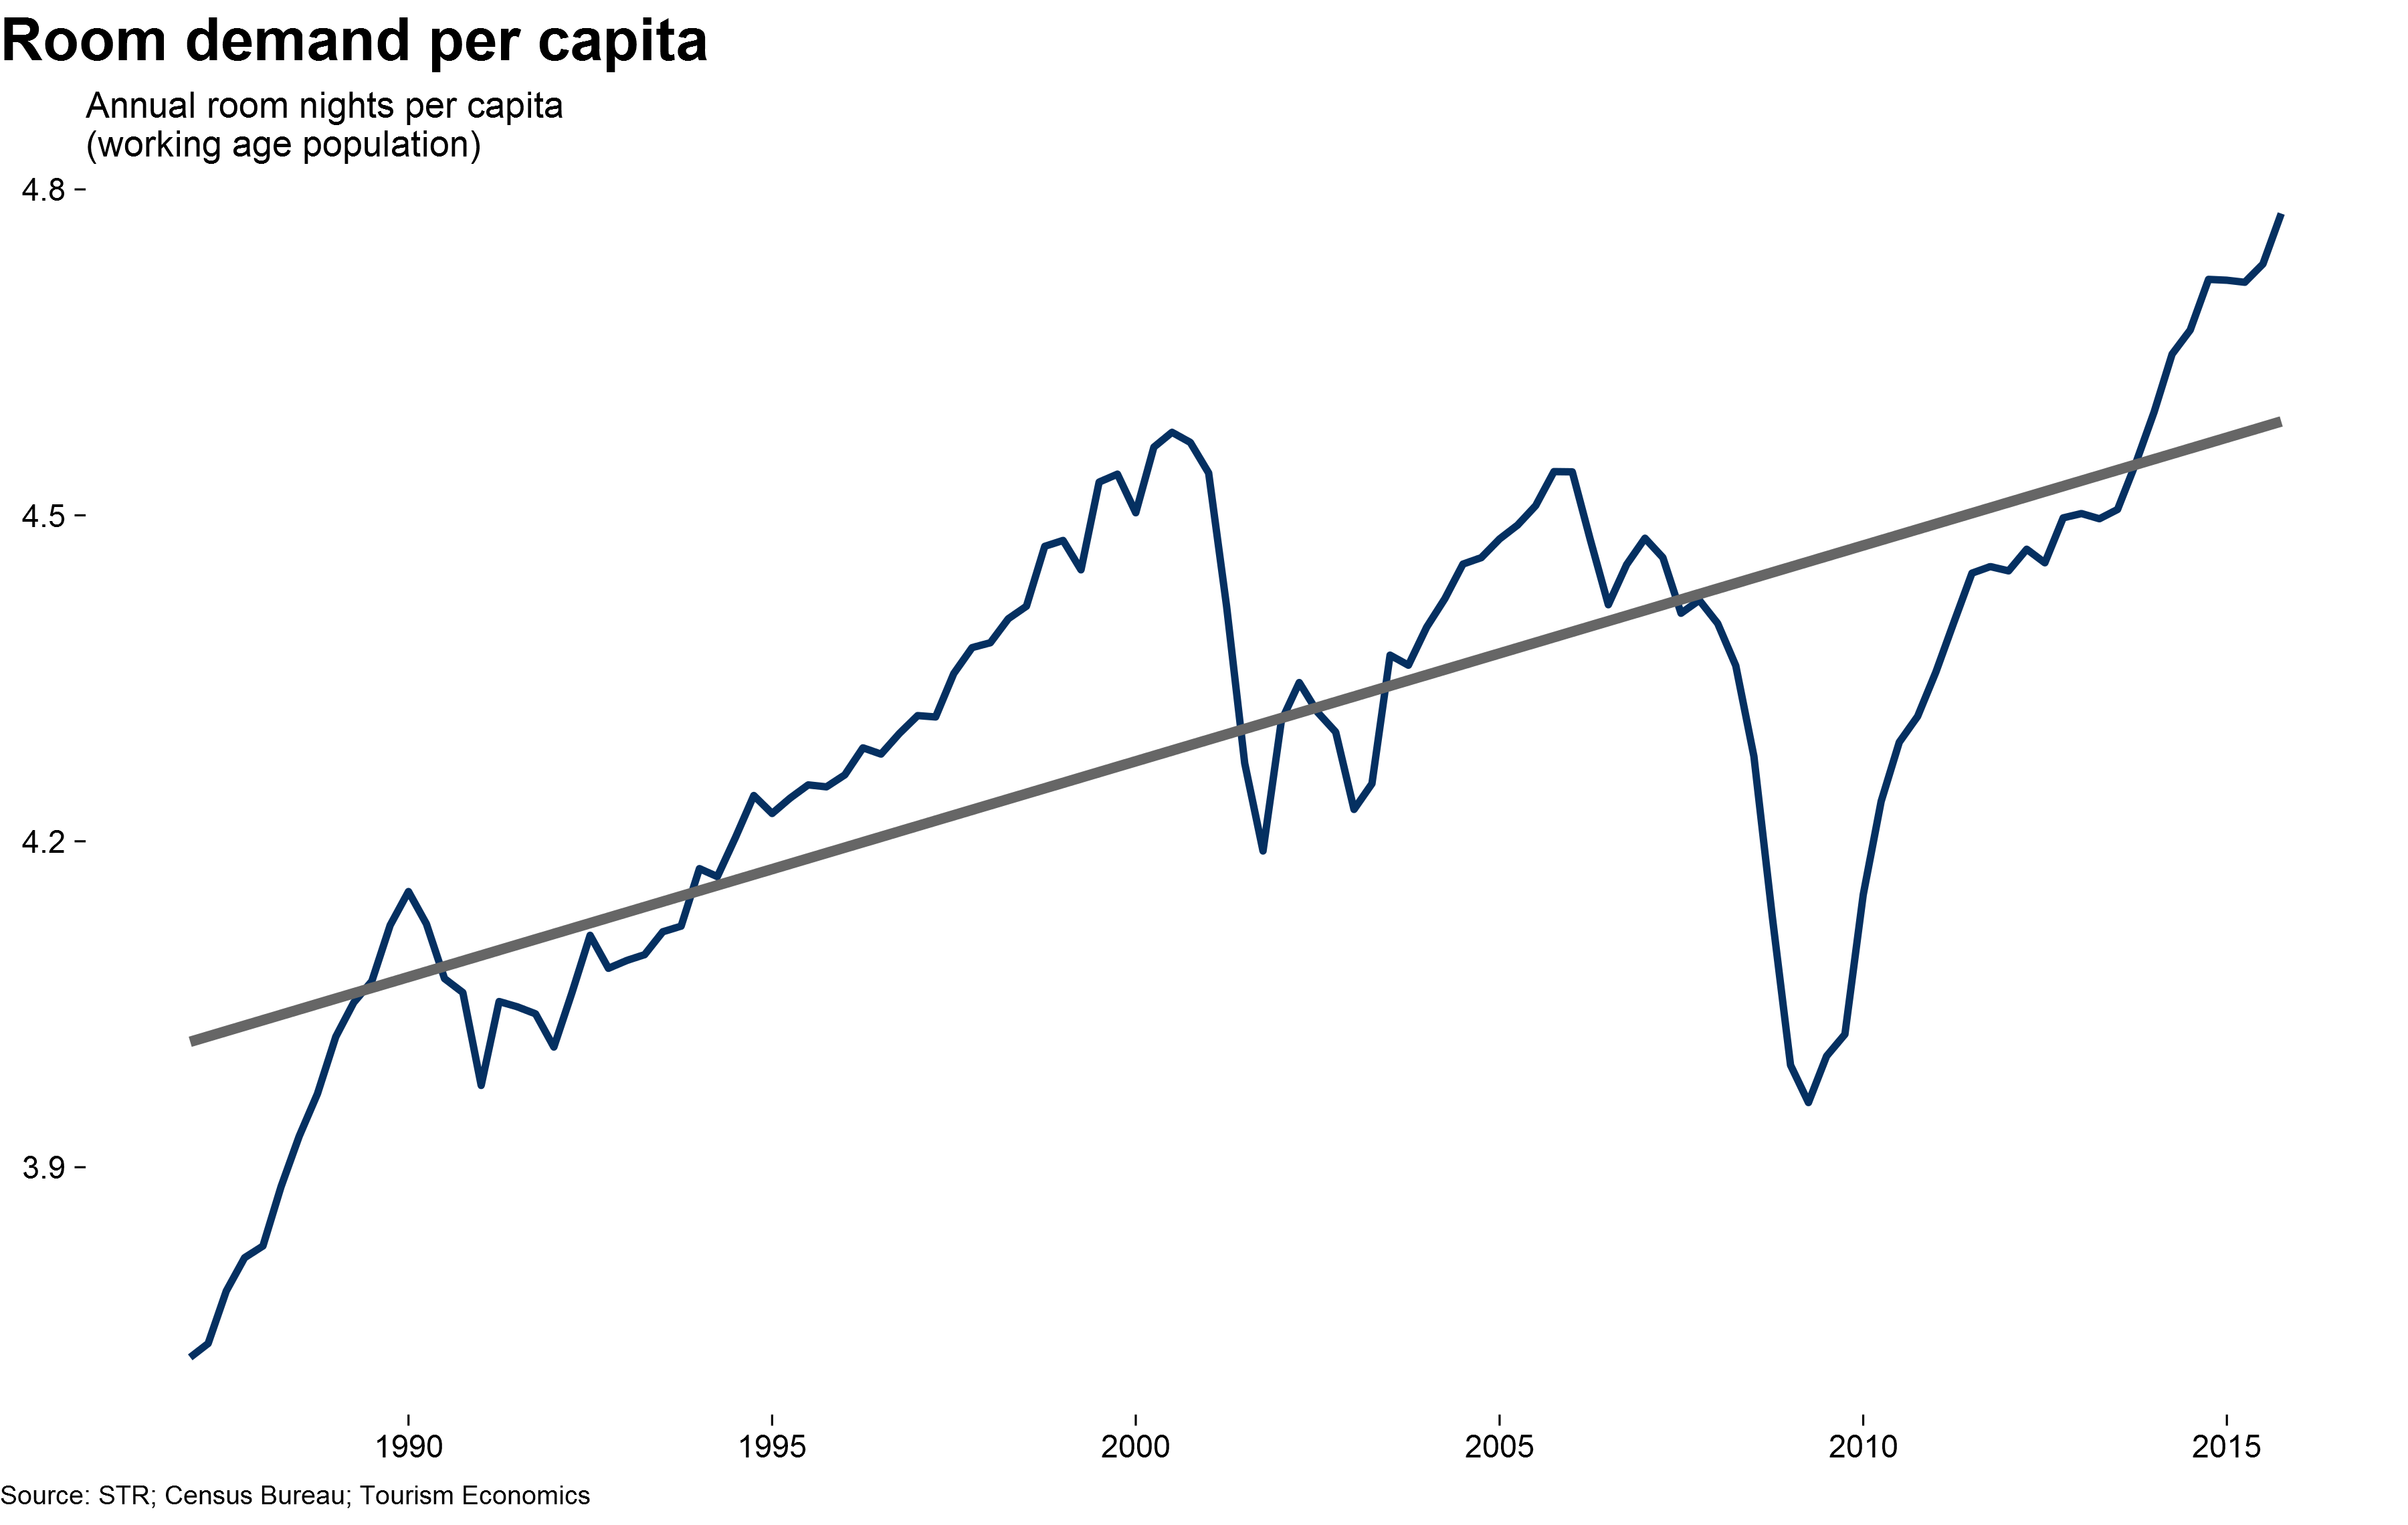 Room demand per capita
Annual room nights per capita
(working age population)
4.8
4.5
4.2
3.9
1990 1995 2000 2005 2010 2015
Source: STR; Census Bureau; Tourism Economics